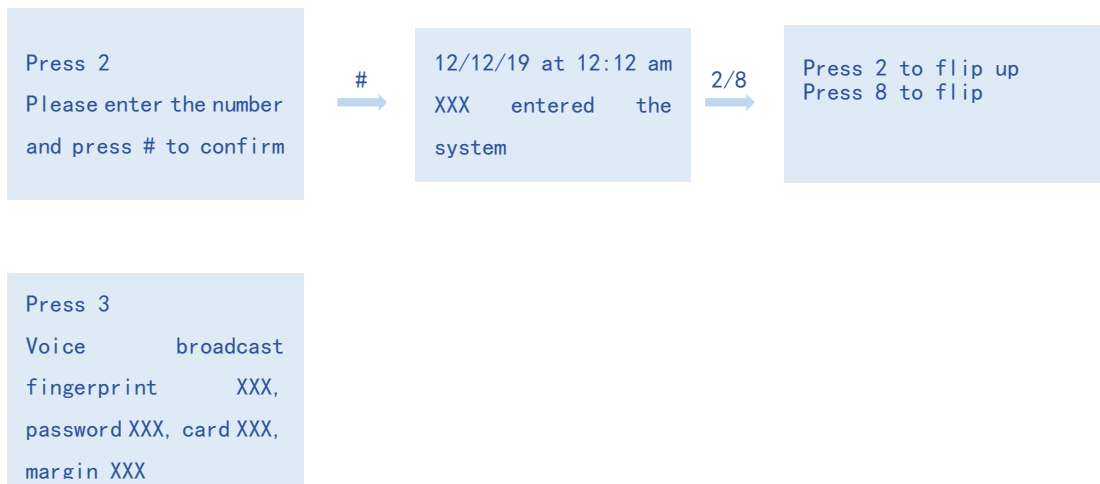 Press 2
Please enter the number
and press # to confirm
#
12/12/19 at 12:12 am
XXX entered the
system
2/8
Press 2 to flip up
Press 8 to flip
Press 3
Voice broadcast
fingerprint XXX,
password XXX, card XXX,
margin XXX